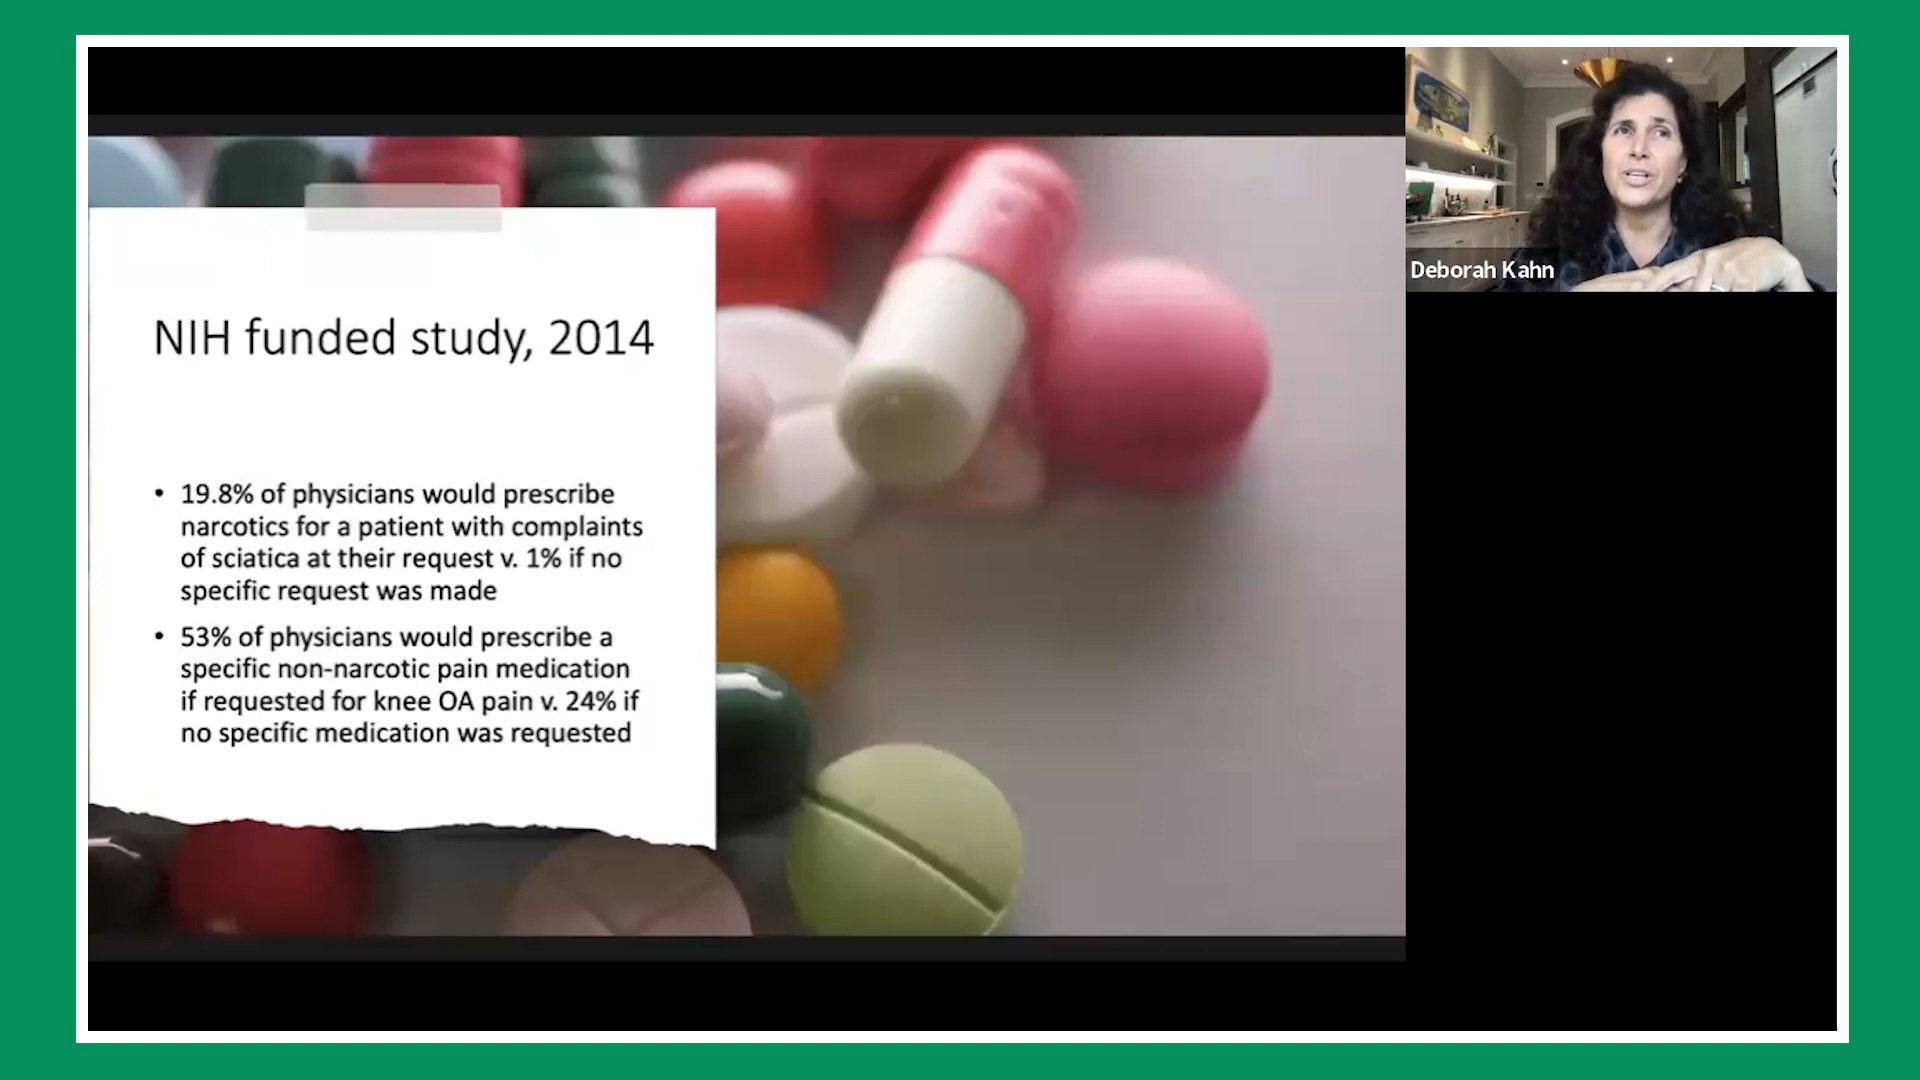 NIH funded study, 2014
• 19.8% of physicians would prescribe
narcotics for a patient with complaints
of sciatica at their request v. 1% if no
specific request was made
• 53% of physicians would prescribe a
specific non-narcotic pain medication
if requested for knee OA pain v. 24% if
no specific medication was requested
Deborah Kahn